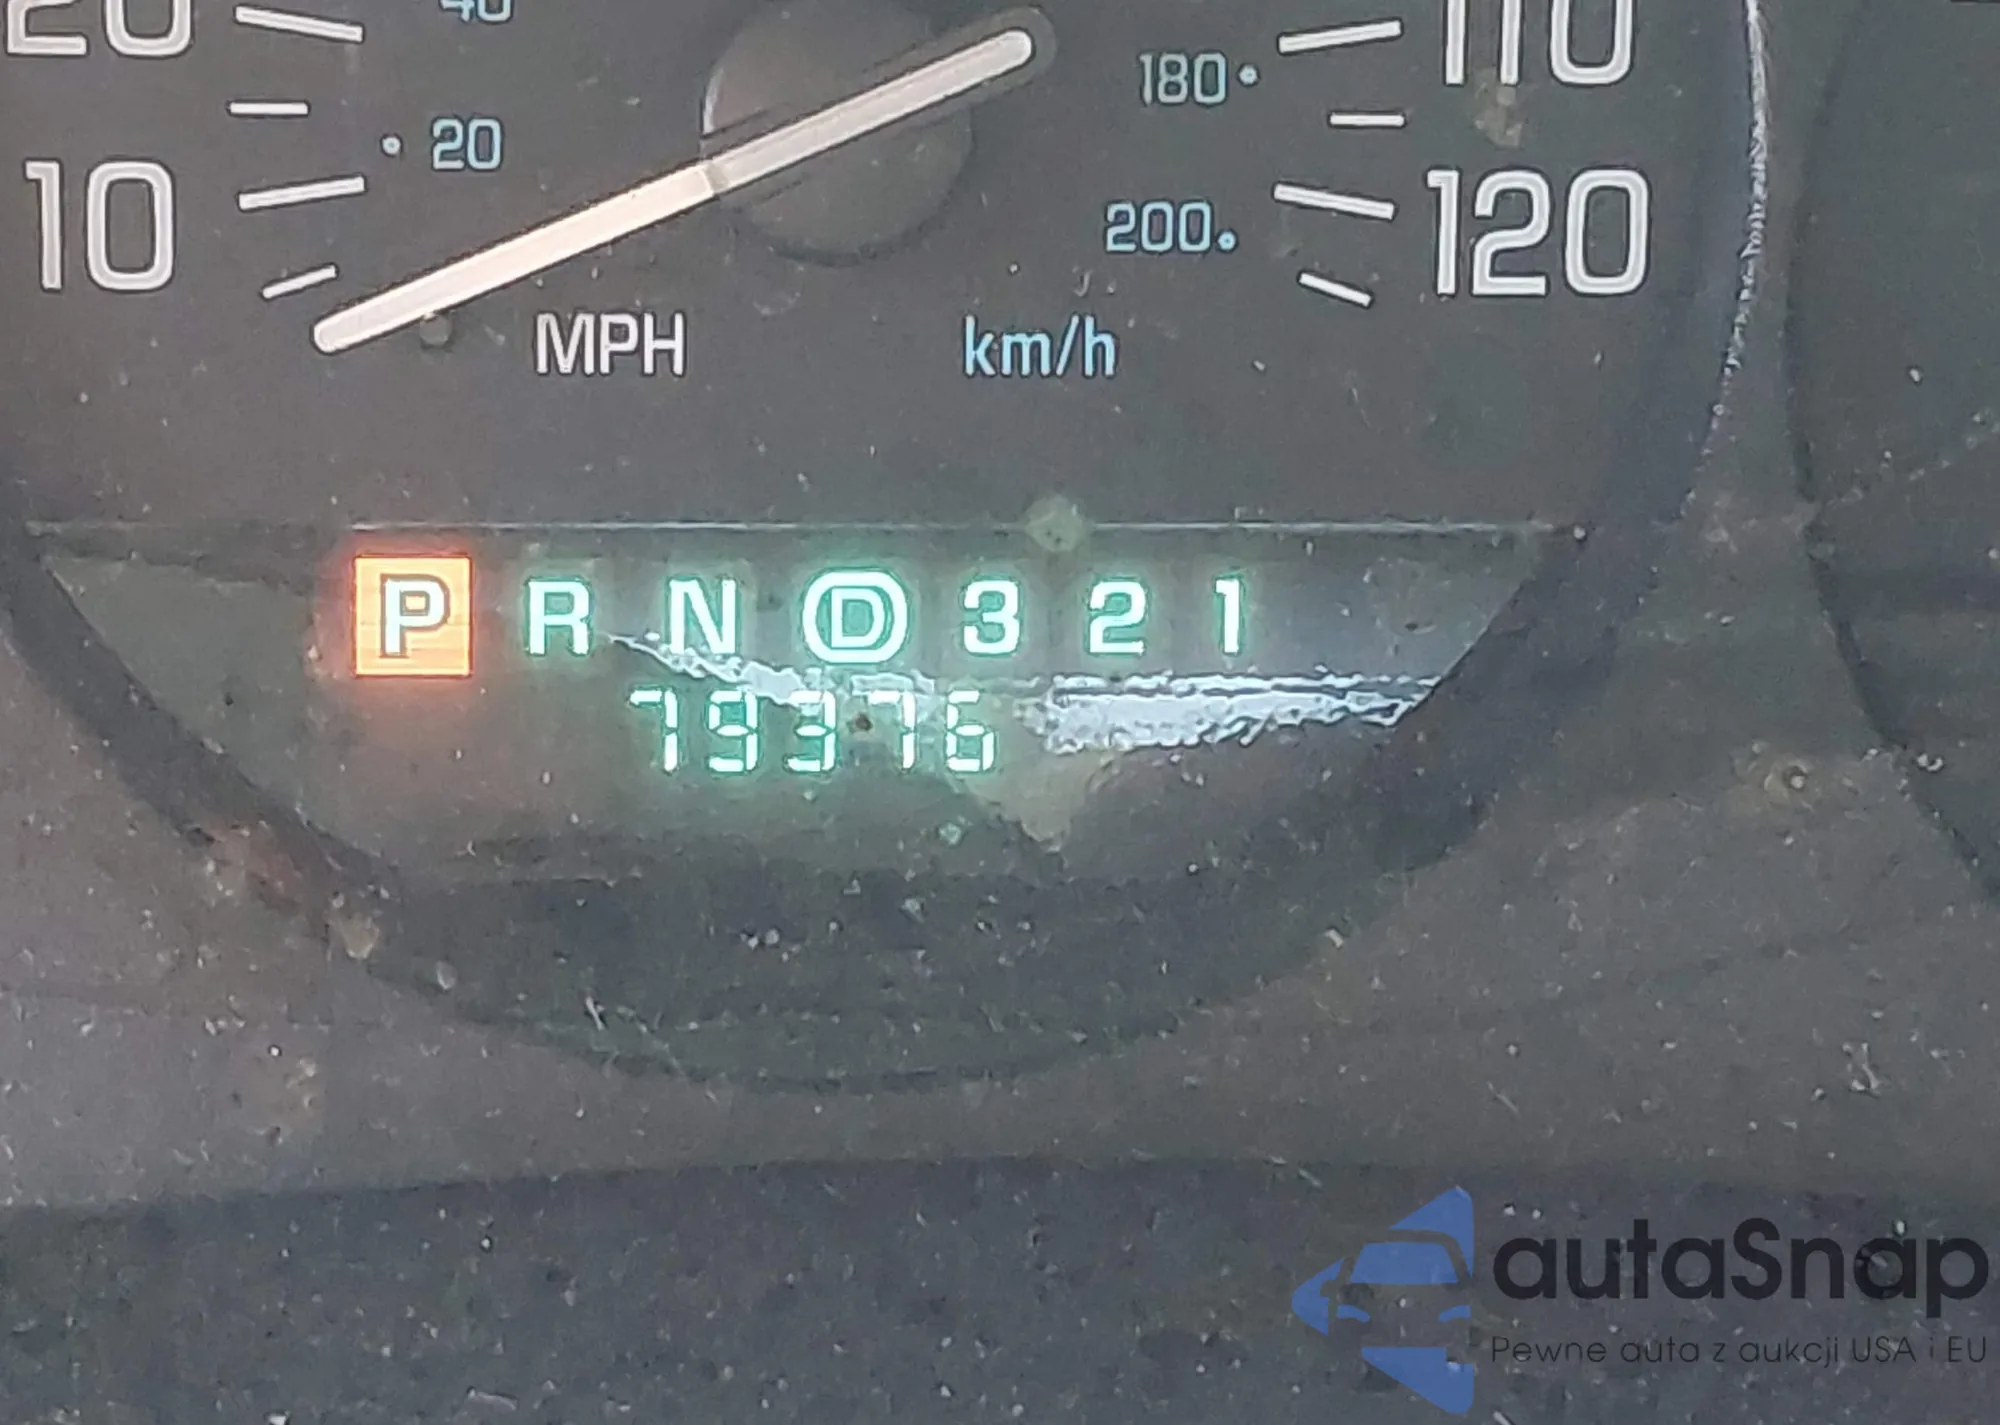 20 40 180 110
10 20 200 120
MPH km/h
P R N D 3 2 1
79376
autaSnap
Pewne auta z aukcji USA i EU